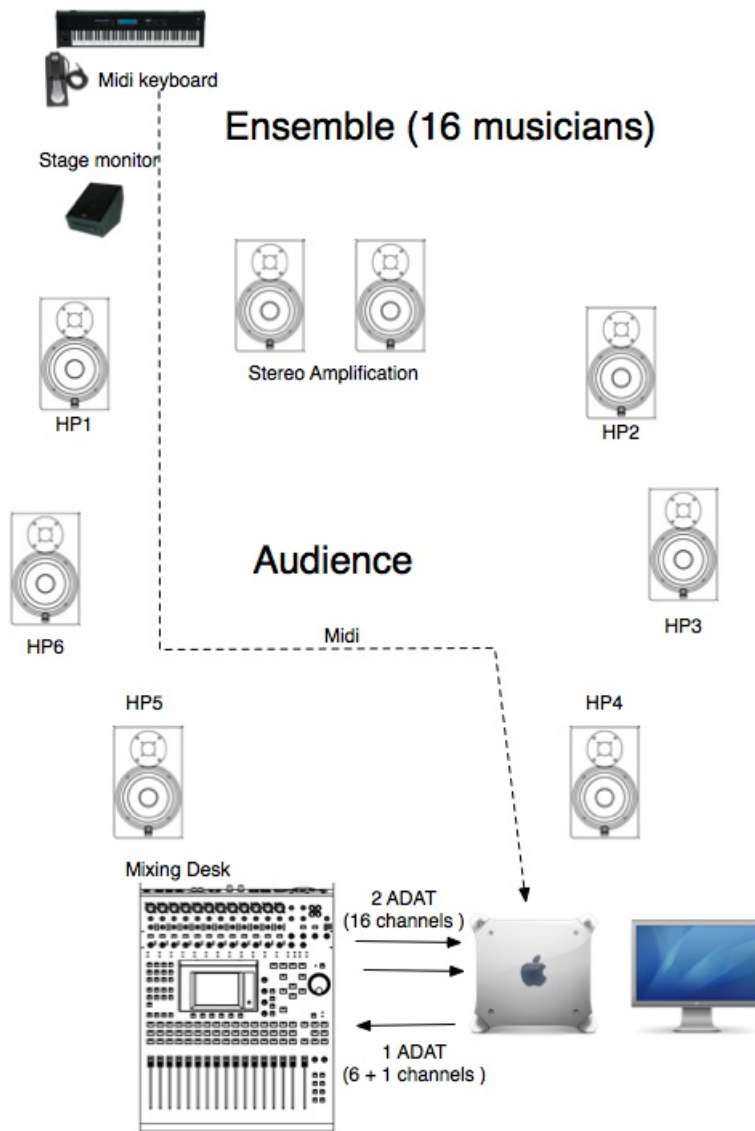 Midi keyboard
Ensemble (16 musicians)
Stage monitor
Stereo Amplification
HP1
HP2
Audience
HP6
Midi
HP3
HP5
HP4
Mixing Desk
2 ADAT
(16 channels )
1 ADAT
(6 + 1 channels )